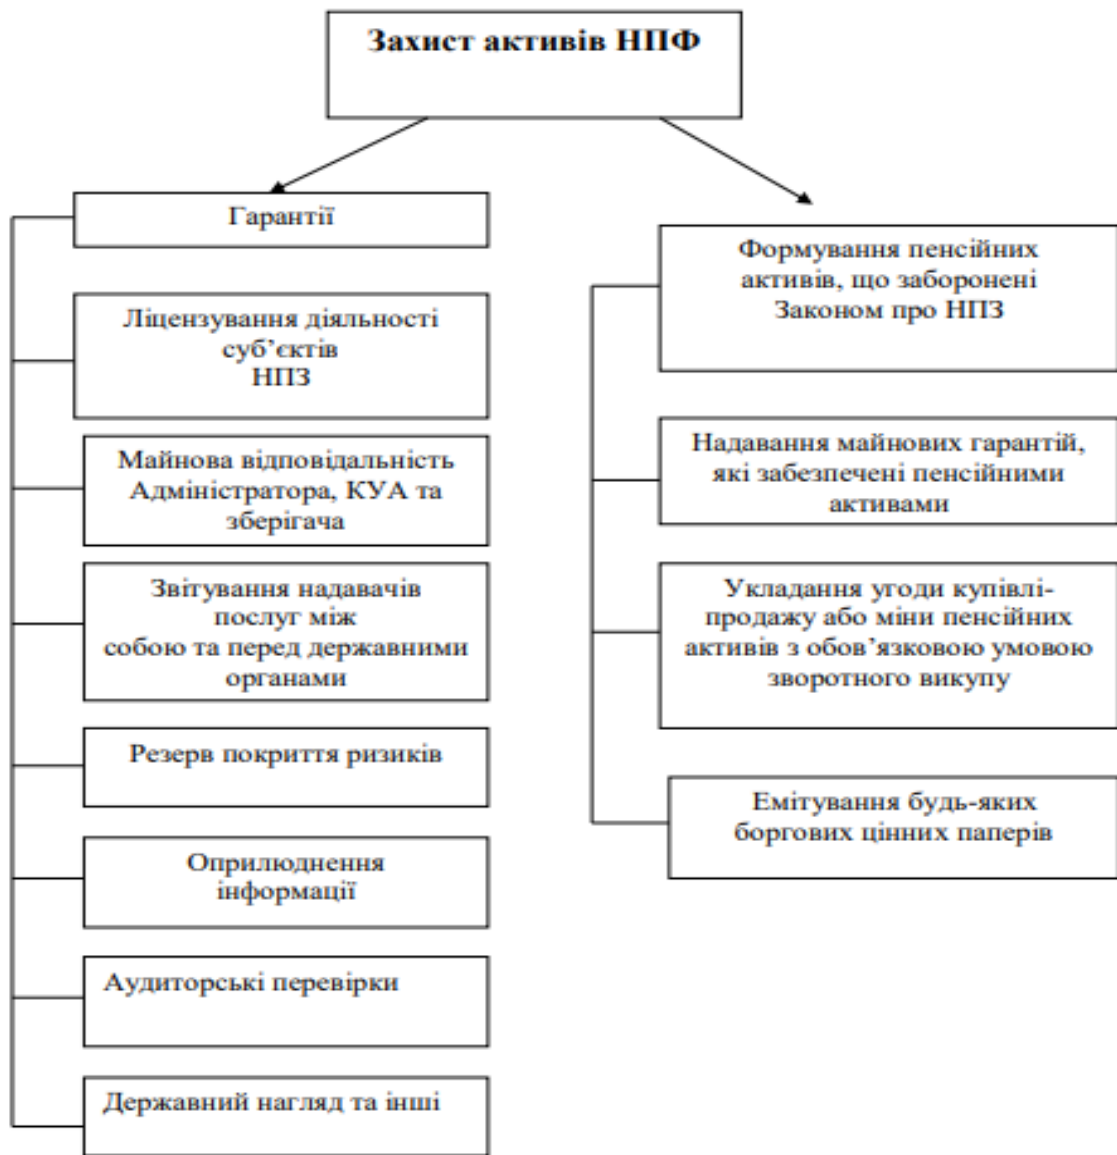 Захист активів НПФ
Гарантії
Ліцензування діяльності
суб’єктів
НПЗ
Майнова відповідальність
Адміністратора, КУА та
зберігача
Звітування надавачів
послуг між
собою та перед державними
органами
Резерв покриття ризиків
Оприлюднення
інформації
Аудиторські перевірки
Державний нагляд та інші
Формування пенсійних
активів, що заборонені
Законом про НПЗ
Надавання майнових гарантій,
які забезпечені пенсійними
активами
Укладання угоди купівлі-
продажу або міни пенсійних
активів з обов’язковою умовою
зворотного викупу
Емітування будь-яких
боргових цінних паперів